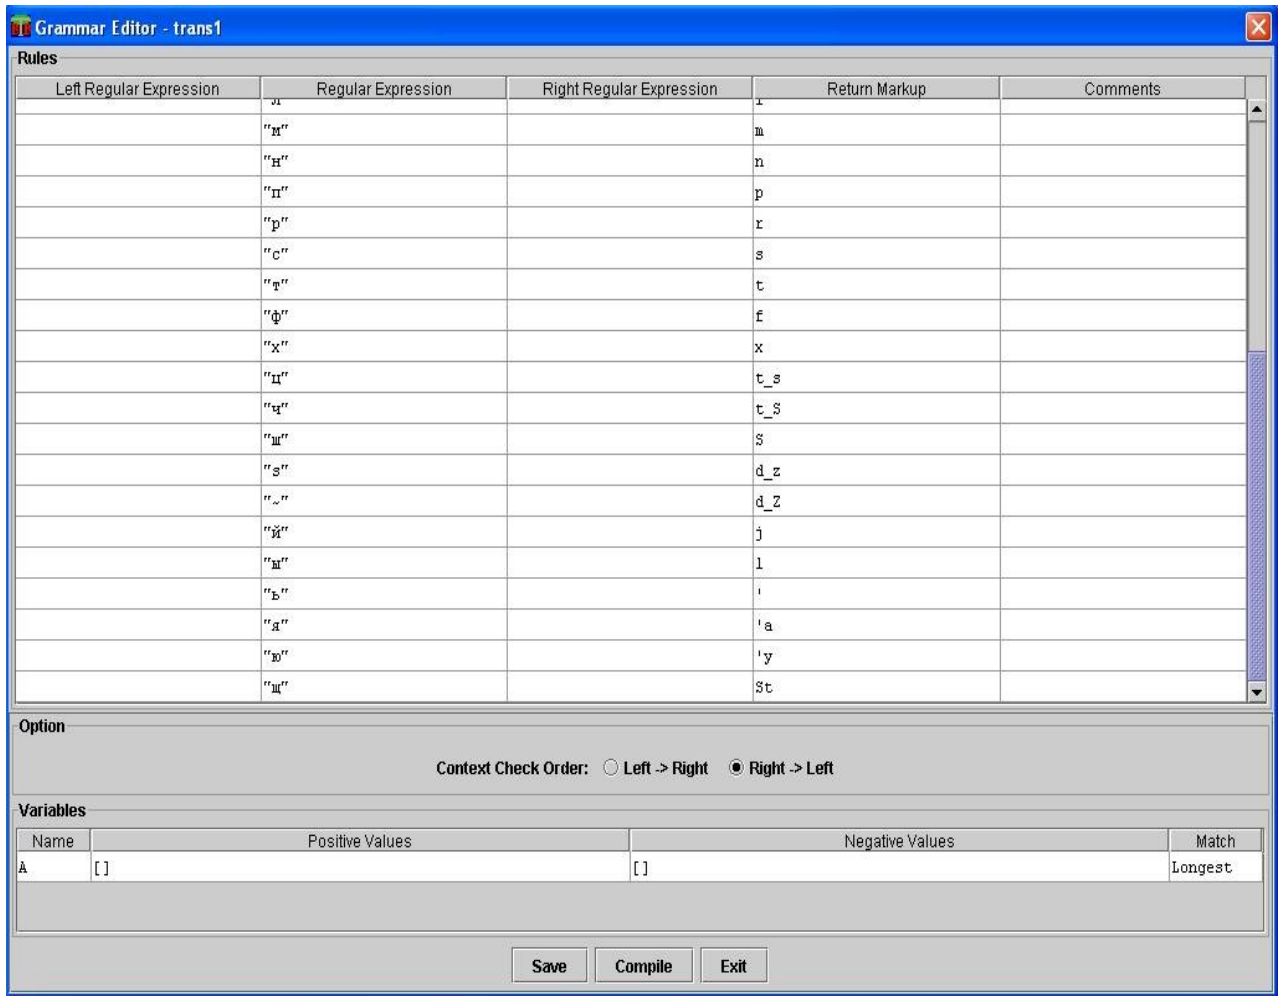 Grammar Editor - trans1
Rules
Left Regular Expression Regular Expression Right Regular Expression Return Markup Comments
"м" m
"н" n
"п" p
"р" r
"с" s
"т" t
"ф" f
"х" x
"ц" t_s
"ч" t_S
"ш" S
"ѕ" d_z
"~" d_Z
"й" j
"ы" l
"ь" '
"я" 'a
"ю" 'y
"щ" St
Option
Context Check Order: Left -> Right Right -> Left
Variables
Name Positive Values Negative Values Match
A [] [] Longest
Save Compile Exit